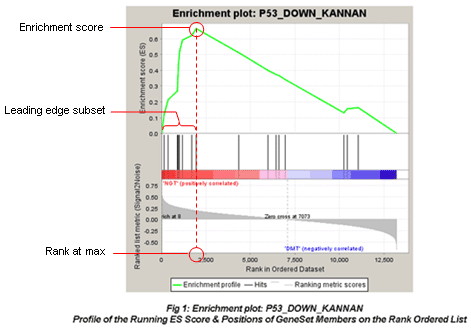 Enrichment plot: P53_DOWN_KANNAN
Enrichment score
Enrichment score (ES)
0.6
0.5
0.4
0.3
0.2
0.1
0.0
Leading edge subset
'NGT' (positively correlated)
Ranked list metric (Signal2Noise)
0.75
0.50
0.25
0.00
-0.25
-0.50
Zero cross at 7073
'DMT' (negatively correlated)
Rank at max
0
2,500
5,000
7,500
10,000
12,500
Rank in Ordered Dataset
Enrichment profile
Hits
Ranking metric scores
Fig 1: Enrichment plot: P53_DOWN_KANNAN
Profile of the Running ES Score & Positions of GeneSet Members on the Rank Ordered List